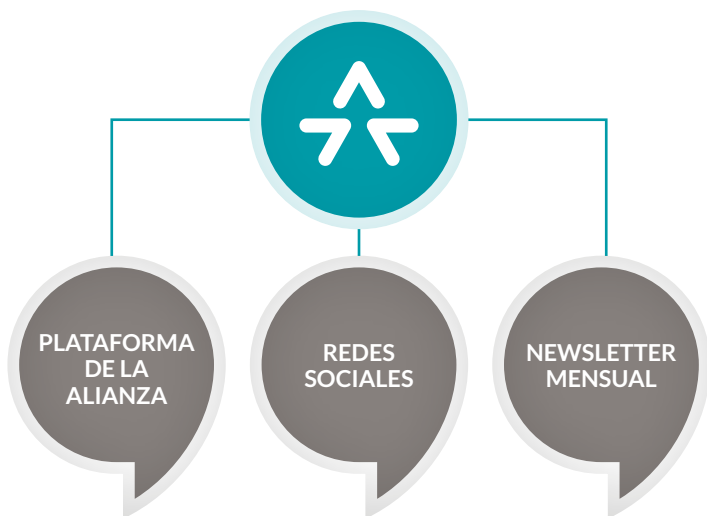 PLATAFORMA
DE LA
ALIANZA
REDES
SOCIALES
NEWSLETTER
MENSUAL